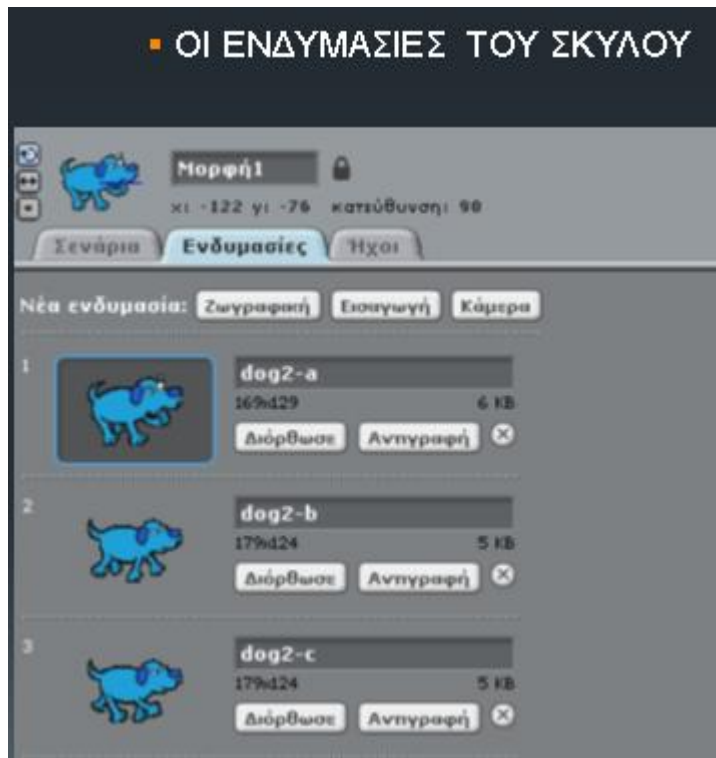 ΟΙ ΕΝΔΥΜΑΣΙΕΣ ΤΟΥ ΣΚΥΛΟΥ
Μορφή1
x: -122 y: -76 κατεύθυνση: 90
Σενάρια Ενδυμασίες Ήχοι
Νέα ενδυμασία: Ζωγραφική Εισαγωγή Κάμερα
1
dog2-a
169x129 6 KB
Διόρθωσε Αντιγραφή
2
dog2-b
179x124 5 KB
Διόρθωσε Αντιγραφή
3
dog2-c
179x124 5 KB
Διόρθωσε Αντιγραφή